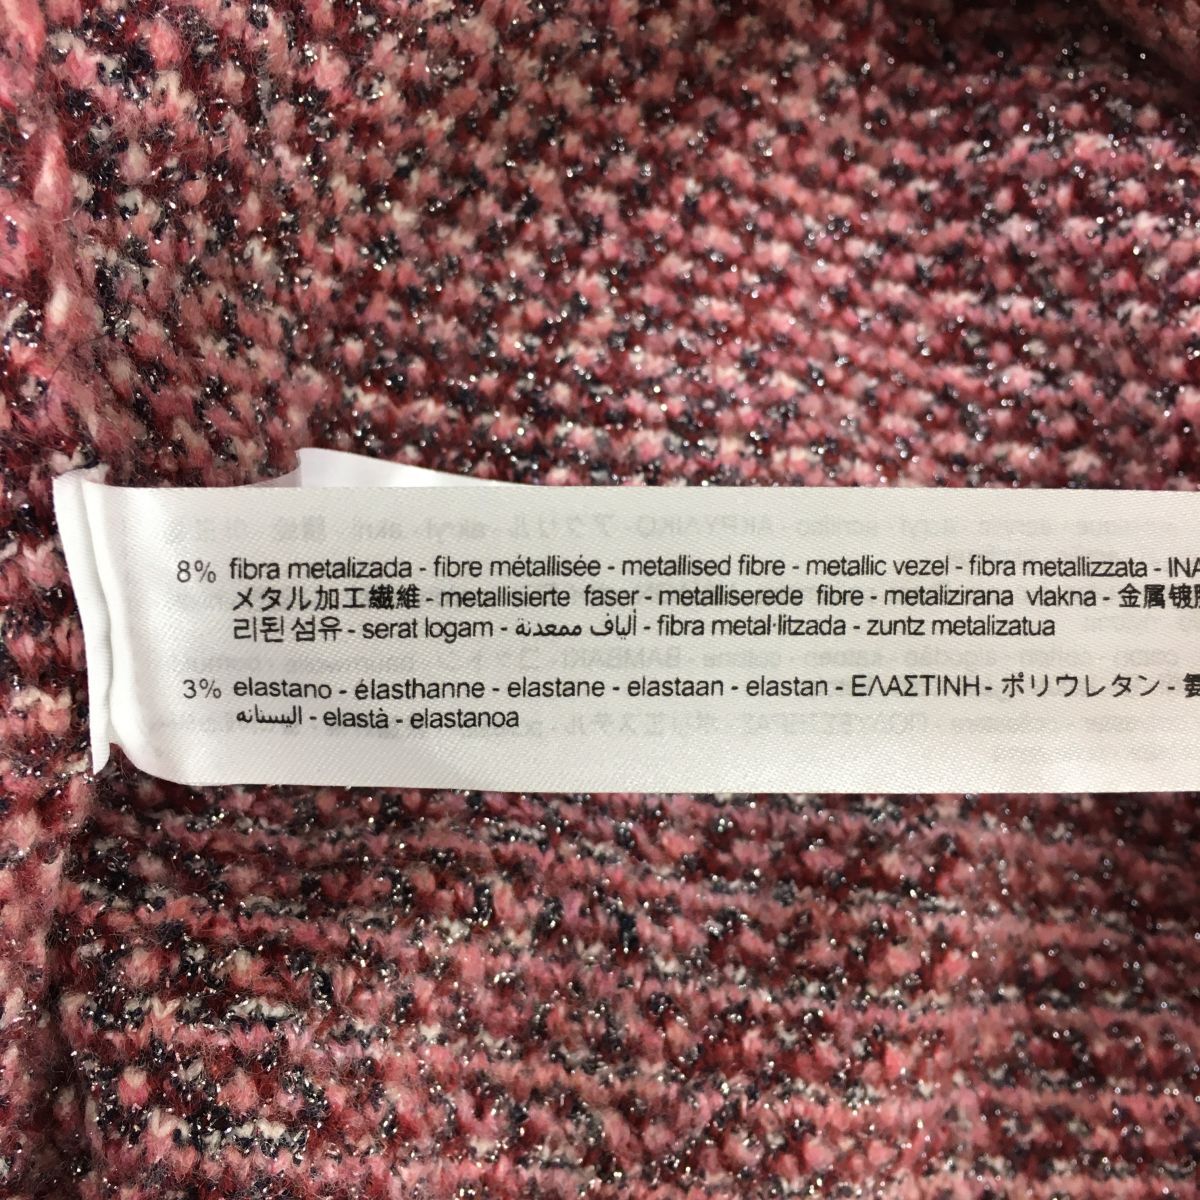 8% fibra metalizada - fibre métallisée - metallised fibre - metallic vezel - fibra metallizzata -
メタル加工繊維 - metallisierte faser - metalliserede fibre - metalizirana vlakna - 金属镀
리된 섬유 - serat logam - ألياف ممعدنة - fibra metal·litzada - zuntz metalizatua
3% elastano - élasthanne - elastane - elastaan - elastan - ΕΛΑΣΤΙΝΗ - ポリウレタン -
اليستانه - elastà - elastanoa